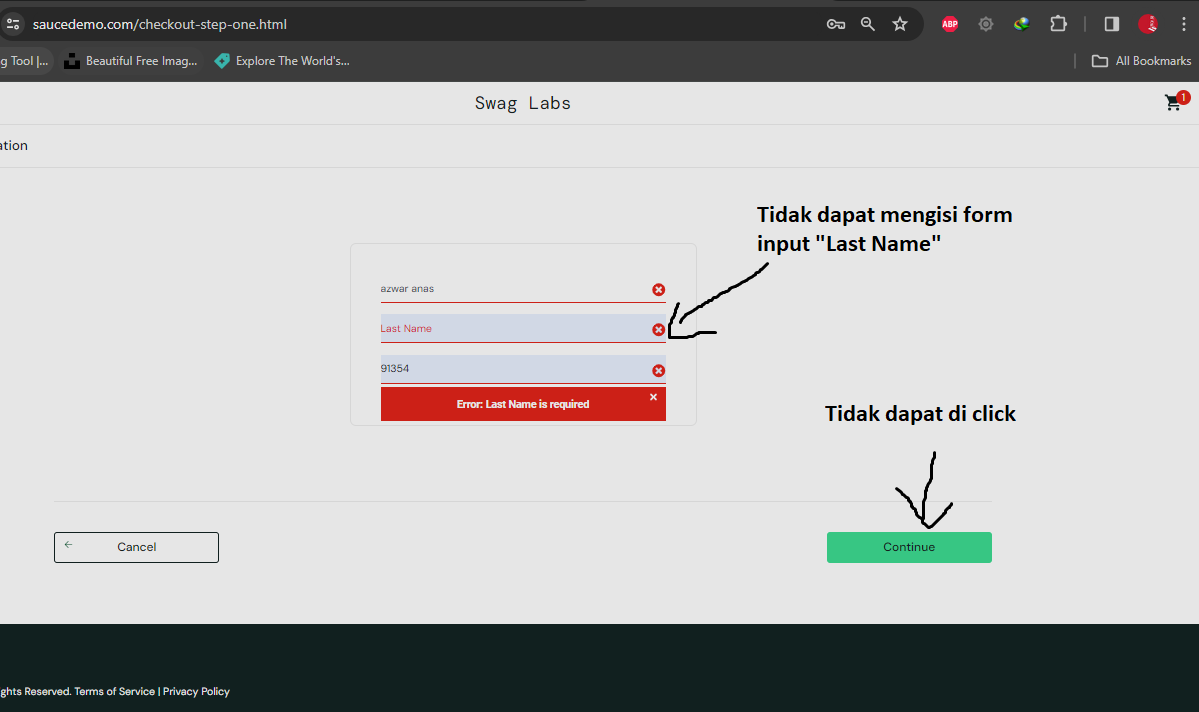 saucedemo.com/checkout-step-one.html
ABP
g Tool |...
Beautiful Free Imag...
Explore The World's...
All Bookmarks
Swag Labs
1
ation
Tidak dapat mengisi form
input "Last Name"
azwar anas
Last Name
91354
Error: Last Name is required
Tidak dapat di click
Cancel
Continue
ghts Reserved. Terms of Service | Privacy Policy